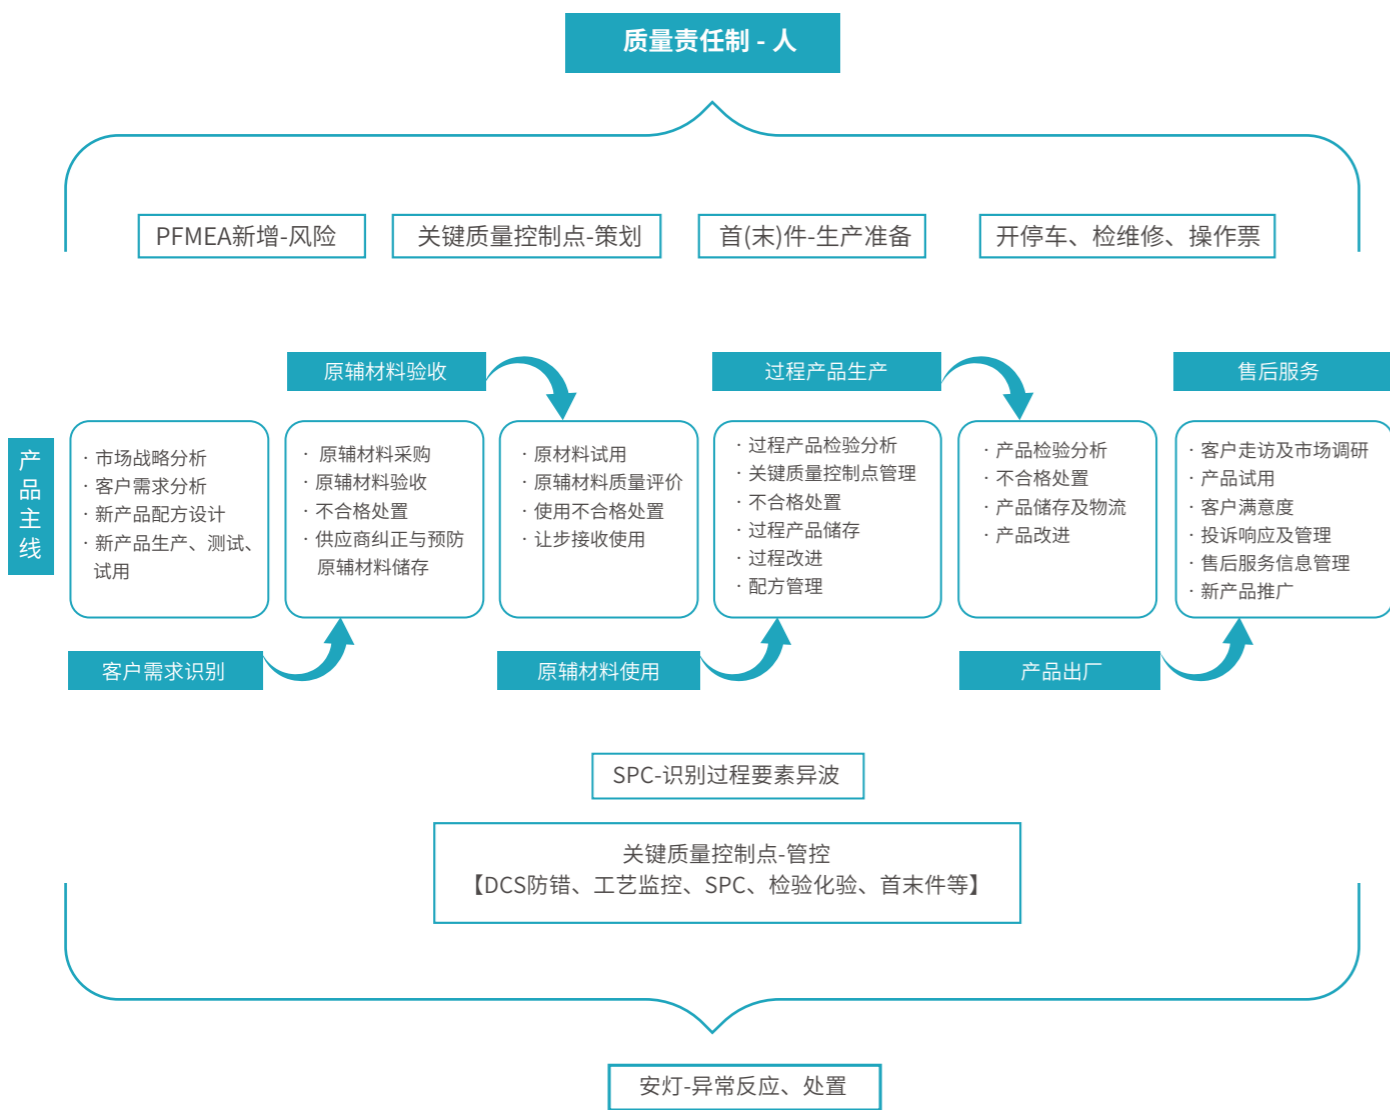 质量责任制 - 人
PFMEA新增-风险
关键质量控制点-策划
首(末)件-生产准备
开停车、检维修、操作票
原辅材料验收
过程产品生产
售后服务
产品主线
· 市场战略分析
· 客户需求分析
· 新产品配方设计
· 新产品生产、测试、
试用
· 原辅材料采购
· 原辅材料验收
· 不合格处置
· 供应商纠正与预防
原辅材料储存
· 原材料试用
· 原辅材料质量评价
· 使用不合格处置
· 让步接收使用
· 过程产品检验分析
· 关键质量控制点管理
· 不合格处置
· 过程产品储存
· 过程改进
· 配方管理
· 产品检验分析
· 不合格处置
· 产品储存及物流
· 产品改进
· 客户走访及市场调研
· 产品试用
· 客户满意度
· 投诉响应及管理
· 售后服务信息管理
· 新产品推广
客户需求识别
原辅材料使用
产品出厂
SPC-识别过程要素异波
关键质量控制点-管控
【DCS防错、工艺监控、SPC、检验化验、首末件等】
安灯-异常反应、处置